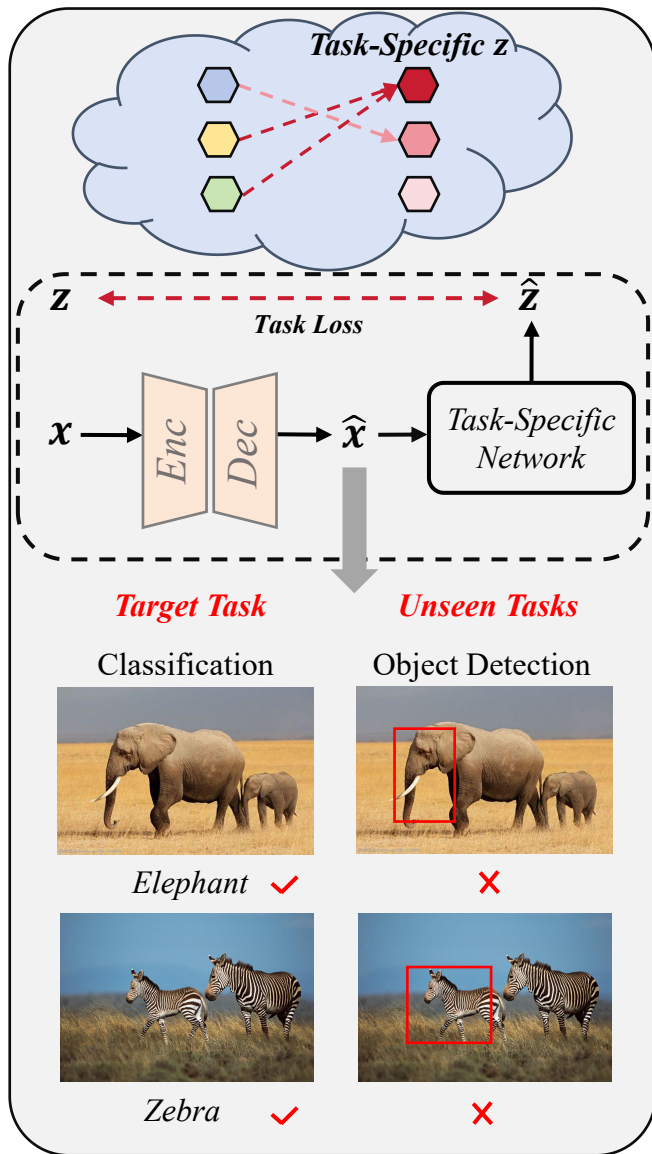 Task-Specific z
z ẑ
Task Loss
x Enc Dec x̂ Task-Specific
Network
Target Task Unseen Tasks
Classification Object Detection
Elephant ✓ ✗
Zebra ✓ ✗